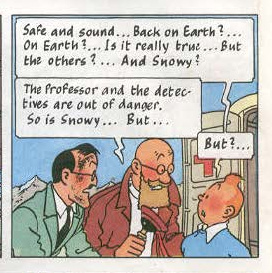 Safe and sound... Back on Earth?...
On Earth?... Is it really true... But
the others?... And Snowy?
The Professor and the detec-
tives are out of danger.
So is Snowy... But...
But?...